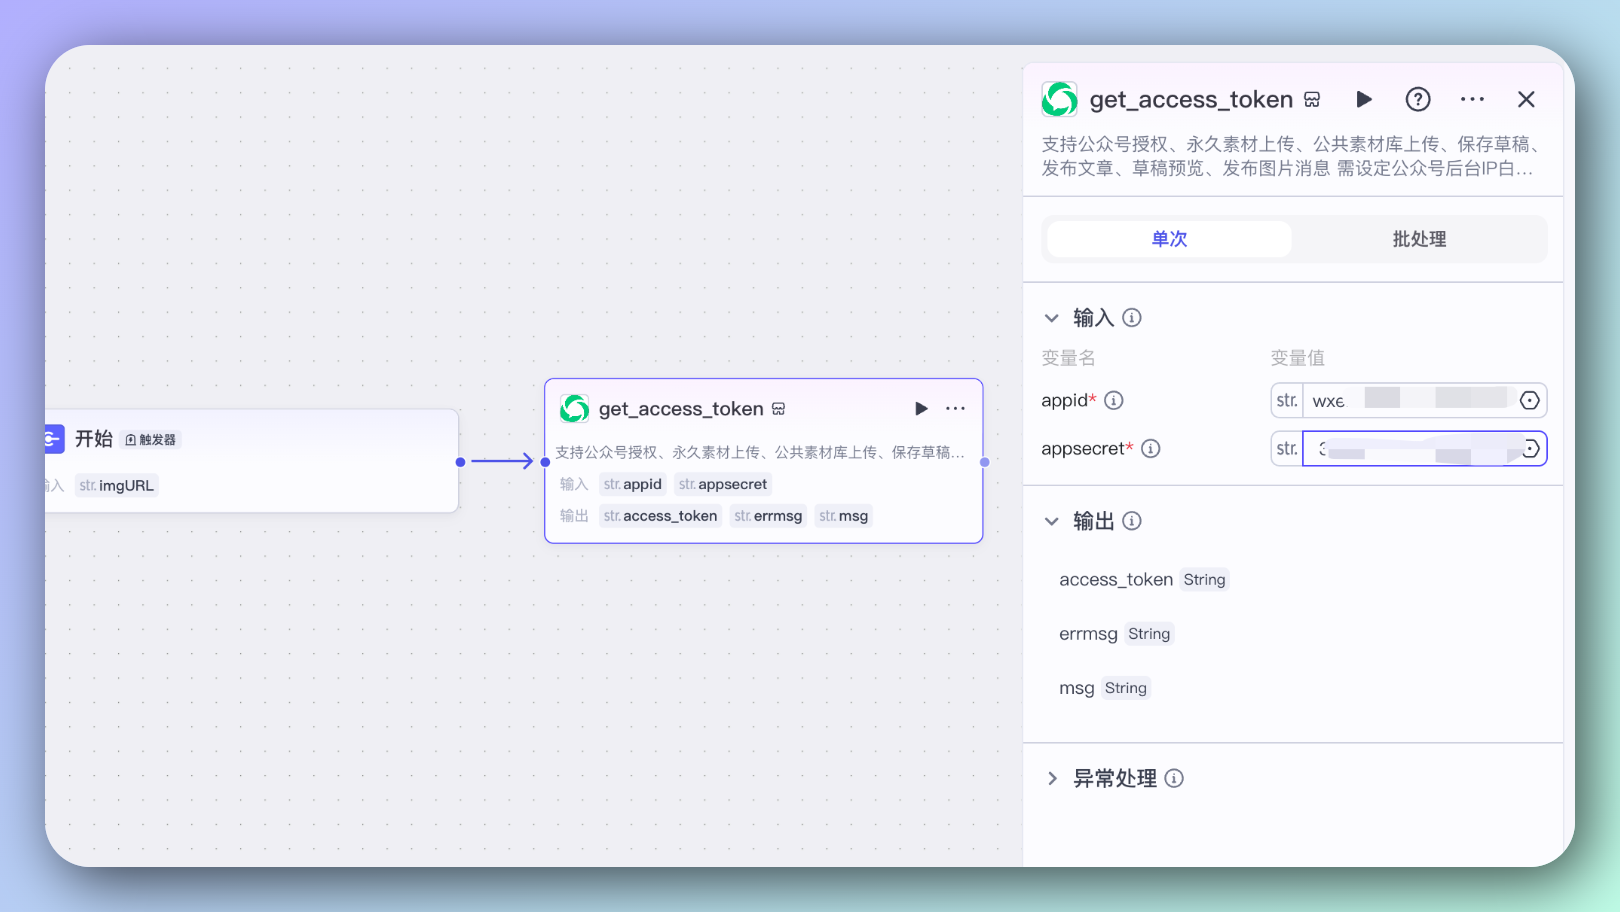 开始 触发器
输入 str. imgURL
get_access_token
支持公众号授权、永久素材上传、公共素材库上传、保存草稿...
输入 str. appid str. appsecret
输出 str. access_token str. errmsg str. msg
get_access_token
支持公众号授权、永久素材上传、公共素材库上传、保存草稿、
发布文章、草稿预览、发布图片消息 需设定公众号后台IP白...
单次 批处理
输入
变量名 变量值
appid* str. wxe
appsecret* str.
输出
access_token String
errmsg String
msg String
异常处理